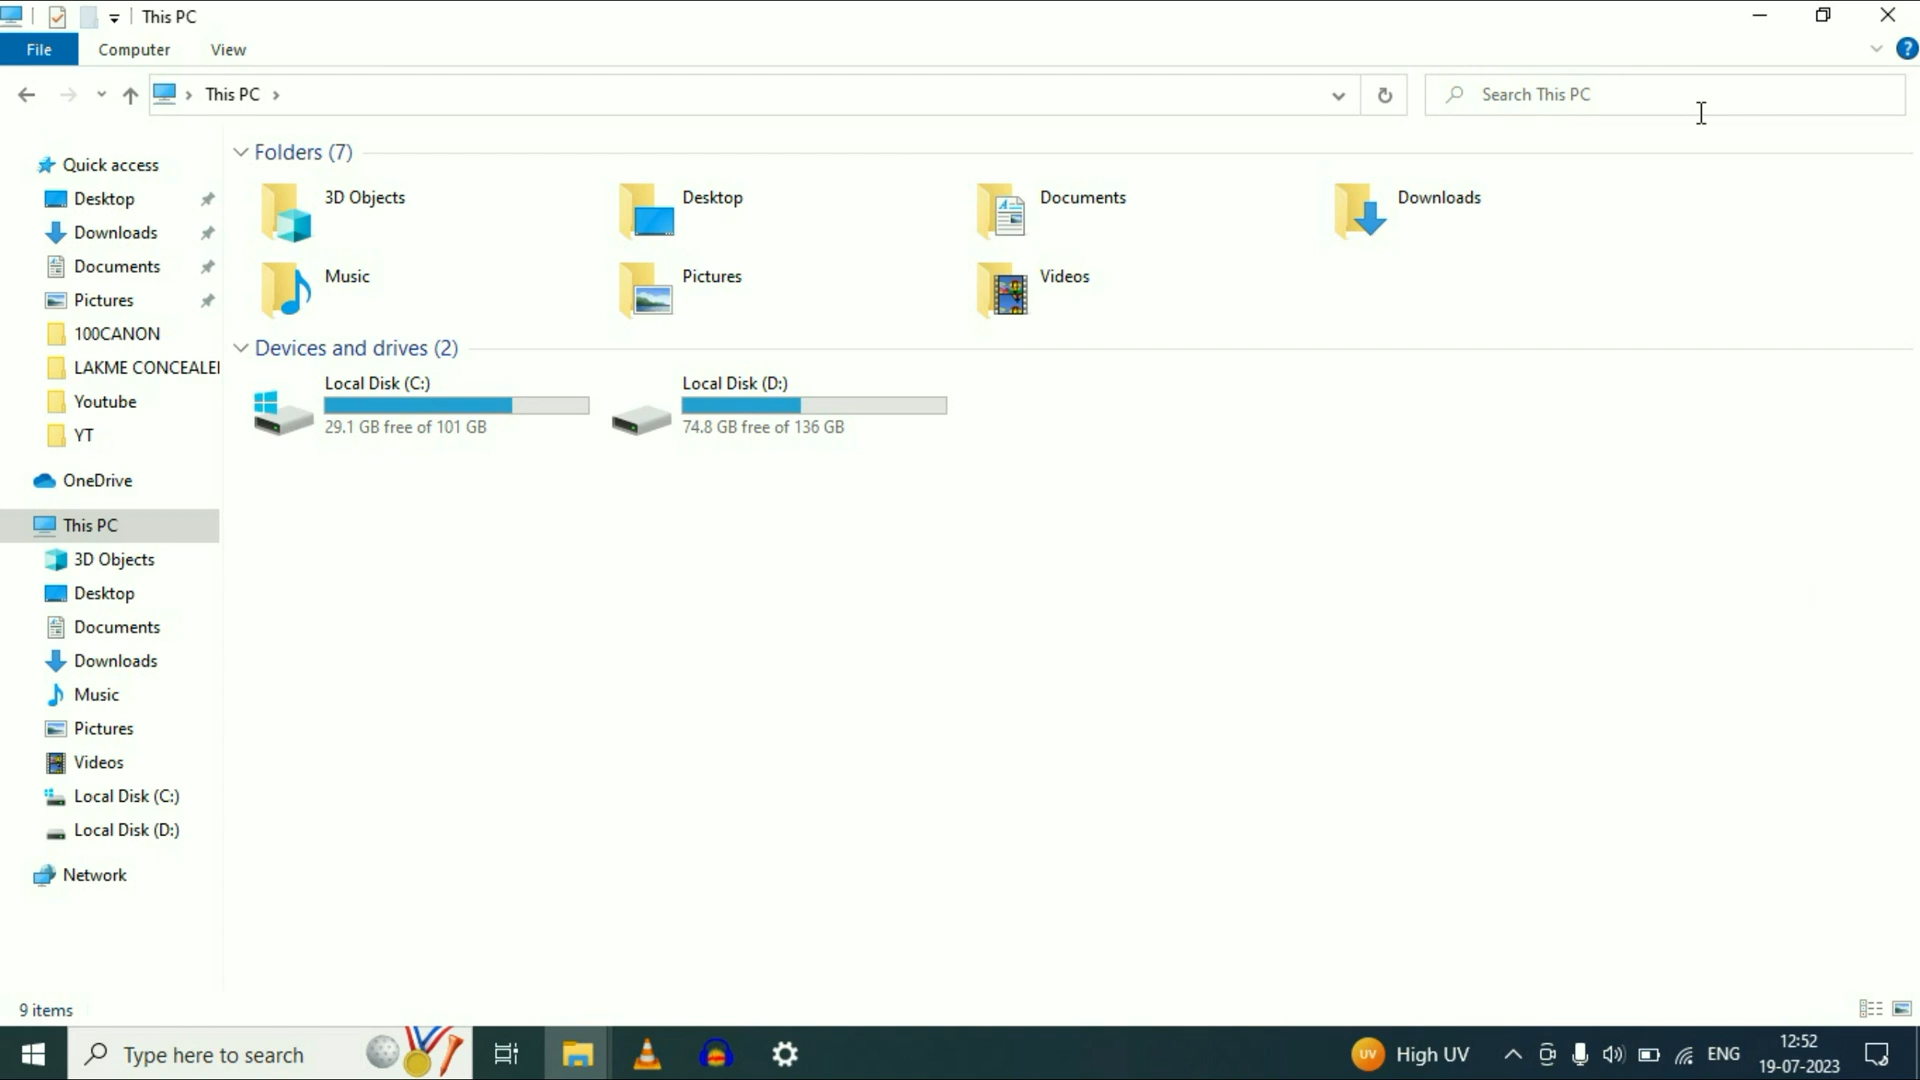 This PC
File Computer View
This PC
Search This PC
Quick access
Desktop
Downloads
Documents
Pictures
100CANON
LAKME CONCEALE
Youtube
YT
OneDrive
This PC
3D Objects
Desktop
Documents
Downloads
Music
Pictures
Videos
Local Disk (C:)
Local Disk (D:)
Network
Folders (7)
3D Objects Desktop Documents Downloads
Music Pictures Videos
Devices and drives (2)
Local Disk (C:) Local Disk (D:)
29.1 GB free of 101 GB 74.8 GB free of 136 GB
9 items
Type here to search
UV High UV
ENG
12:52
19-07-2023